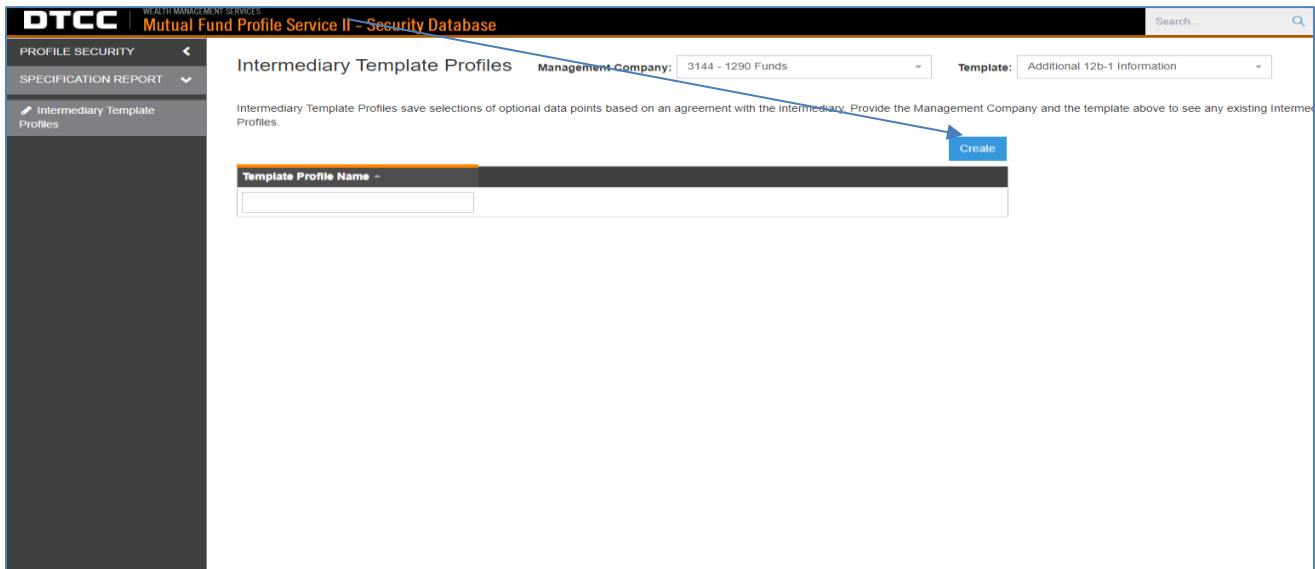 DTCC
WEALTH MANAGEMENT SERVICES
Mutual Fund Profile Service II - Security Database
Search...
PROFILE SECURITY
SPECIFICATION REPORT
Intermediary Template
Profiles
Intermediary Template Profiles
Management Company: 3144 - 1290 Funds
Template: Additional 12b-1 Information
Intermediary Template Profiles save selections of optional data points based on an agreement with the intermediary. Provide the Management Company and the template above to see any existing Interme
Profiles.
Create
Template Profile Name